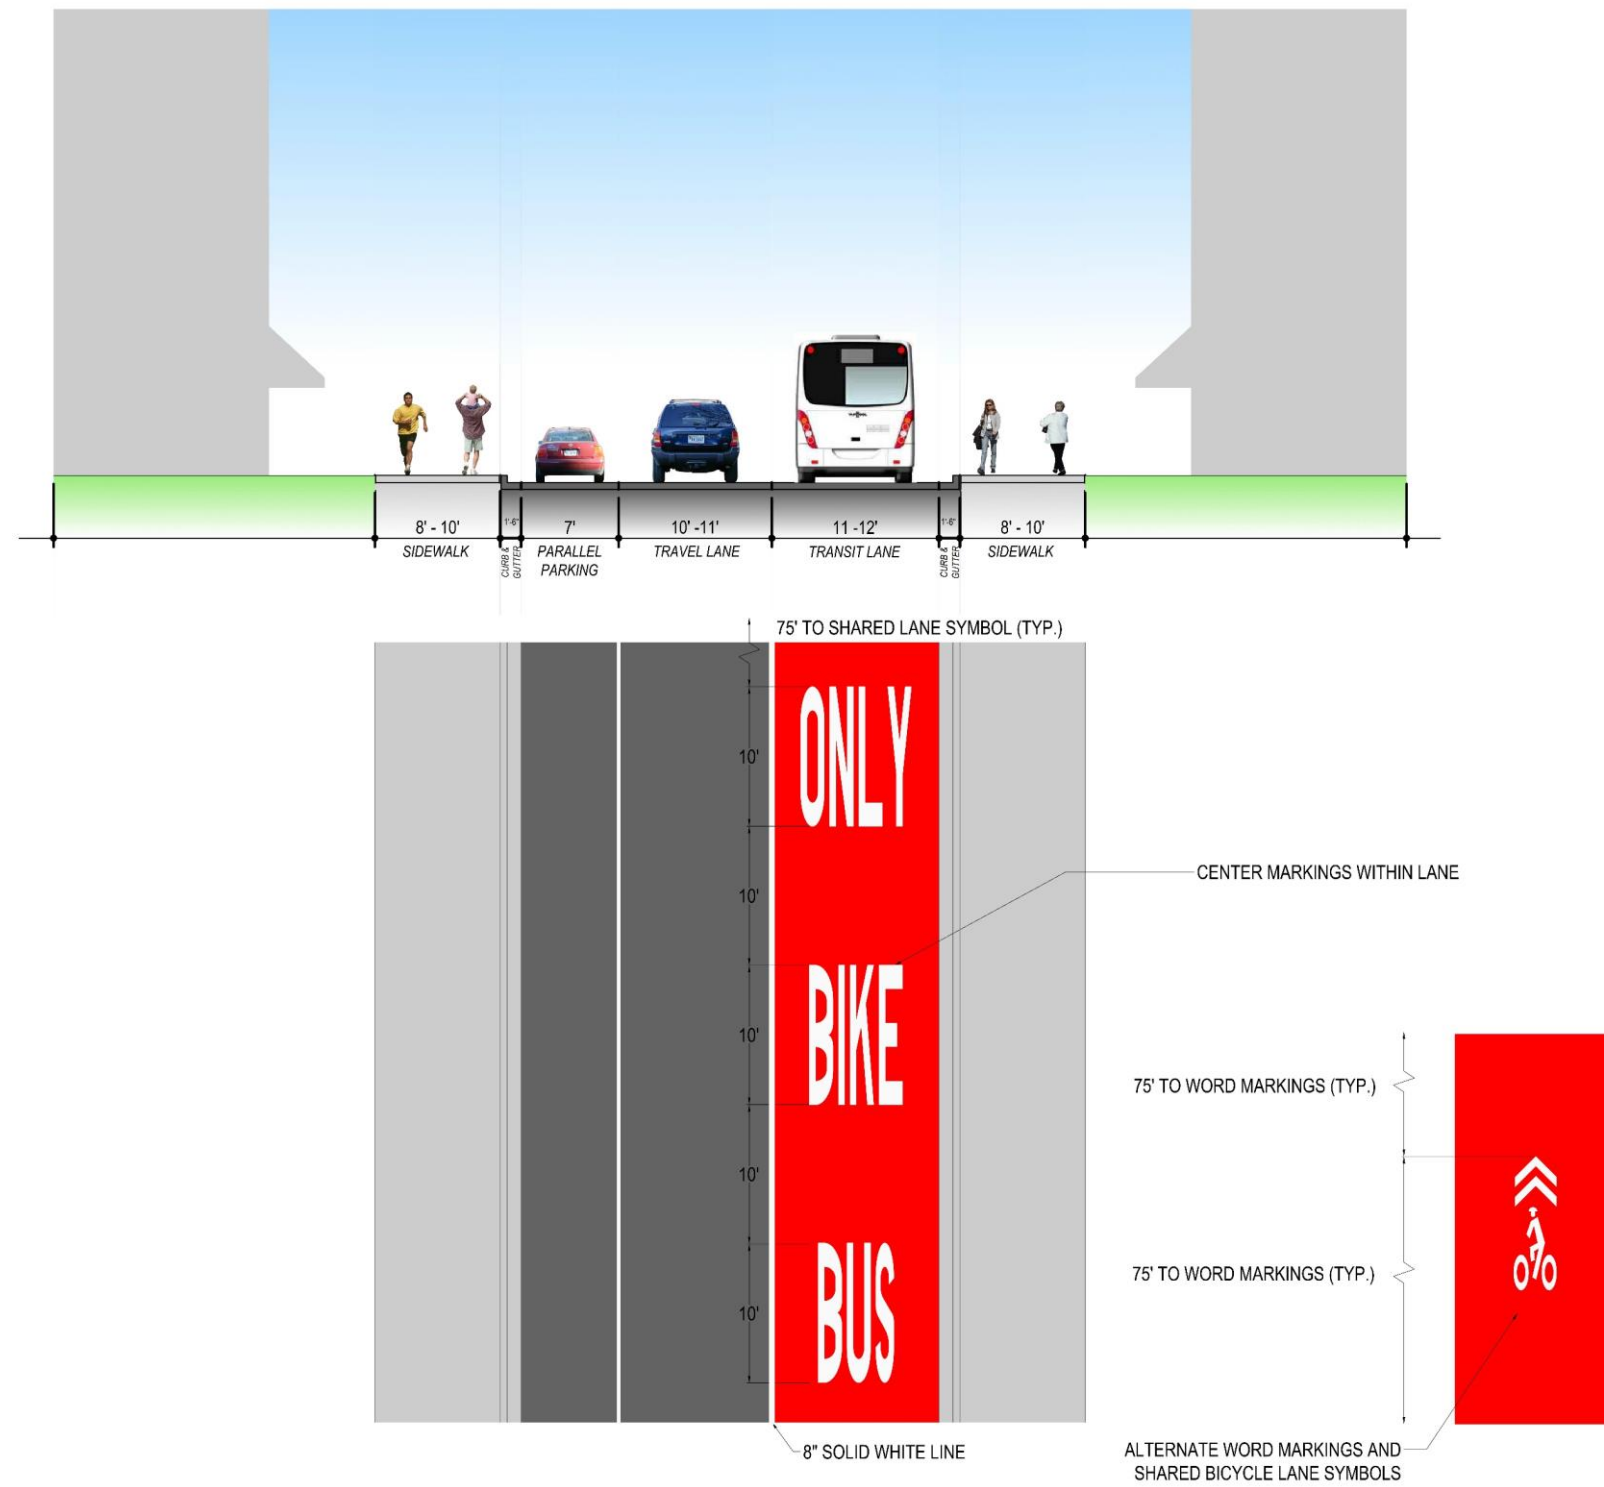 8' - 10'
1'-6"
7'
10' -11'
11 -12'
1'-6"
8' - 10'
SIDEWALK
CURB &
GUTTER
PARALLEL
PARKING
TRAVEL LANE
TRANSIT LANE
CURB &
GUTTER
SIDEWALK
75' TO SHARED LANE SYMBOL (TYP.)
ONLY
10'
10'
CENTER MARKINGS WITHIN LANE
BIKE
10'
10'
BUS
10'
75' TO WORD MARKINGS (TYP.)
75' TO WORD MARKINGS (TYP.)
8" SOLID WHITE LINE
ALTERNATE WORD MARKINGS AND
SHARED BICYCLE LANE SYMBOLS